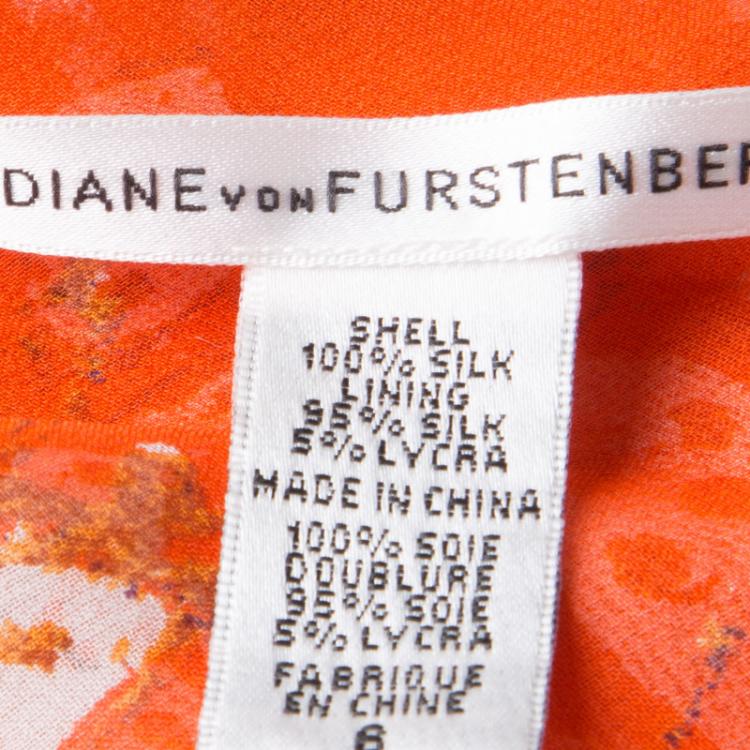 DIANE VON FURSTENBER
SHELL
100% SILK
LINING
95% SILK
5% LYCRA
MADE IN CHINA
100% SOIE
DOUBLURE
95% SOIE
5% LYCRA
FABRIQUE
EN CHINE
6